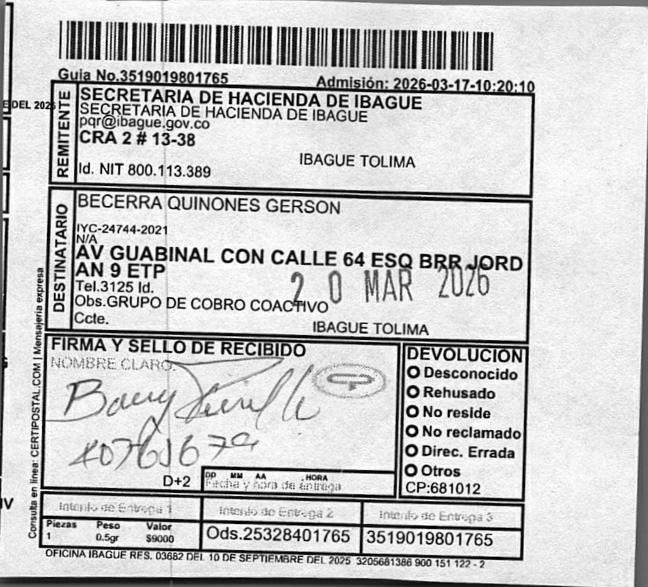 Guia No.3519019801765
Admisión: 2026-03-17-10:20:10
E DEL 2025
REMITENTE
SECRETARIA DE HACIENDA DE IBAGUE
SECRETARIA DE HACIENDA DE IBAGUE
pqr@ibague.gov.co
CRA 2 # 13-38
IBAGUE TOLIMA
Id. NIT 800.113.389
DESTINATARIO
BECERRA QUINONES GERSON
IYC-24744-2021
N/A
AV GUABINAL CON CALLE 64 ESQ BRR JORD
AN 9 ETP
Tel.3125 Id.
20 MAR 2026
Obs.GRUPO DE COBRO COACTIVO
Ccte.
IBAGUE TOLIMA
Consulta en linea: CERTIPOSTAL.COM | Mensajeria expresa
FIRMA Y SELLO DE RECIBIDO
NOMBRE CLARO:
D+2
DD MM AA HORA
Fecha y hora de entrega
DEVOLUCION
Desconocido
Rehusado
No reside
No reclamado
Direc. Errada
Otros
CP:681012
Intento de Entrega 1
Intento de Entrega 2
Intento de Entrega 3
Piezas Peso Valor
1 0.5gr $9000
Ods.25328401765
3519019801765
OFICINA IBAGUE RES. 03682 DEL 10 DE SEPTIEMBRE DEL 2025 3205681386 900 151 122 - 2